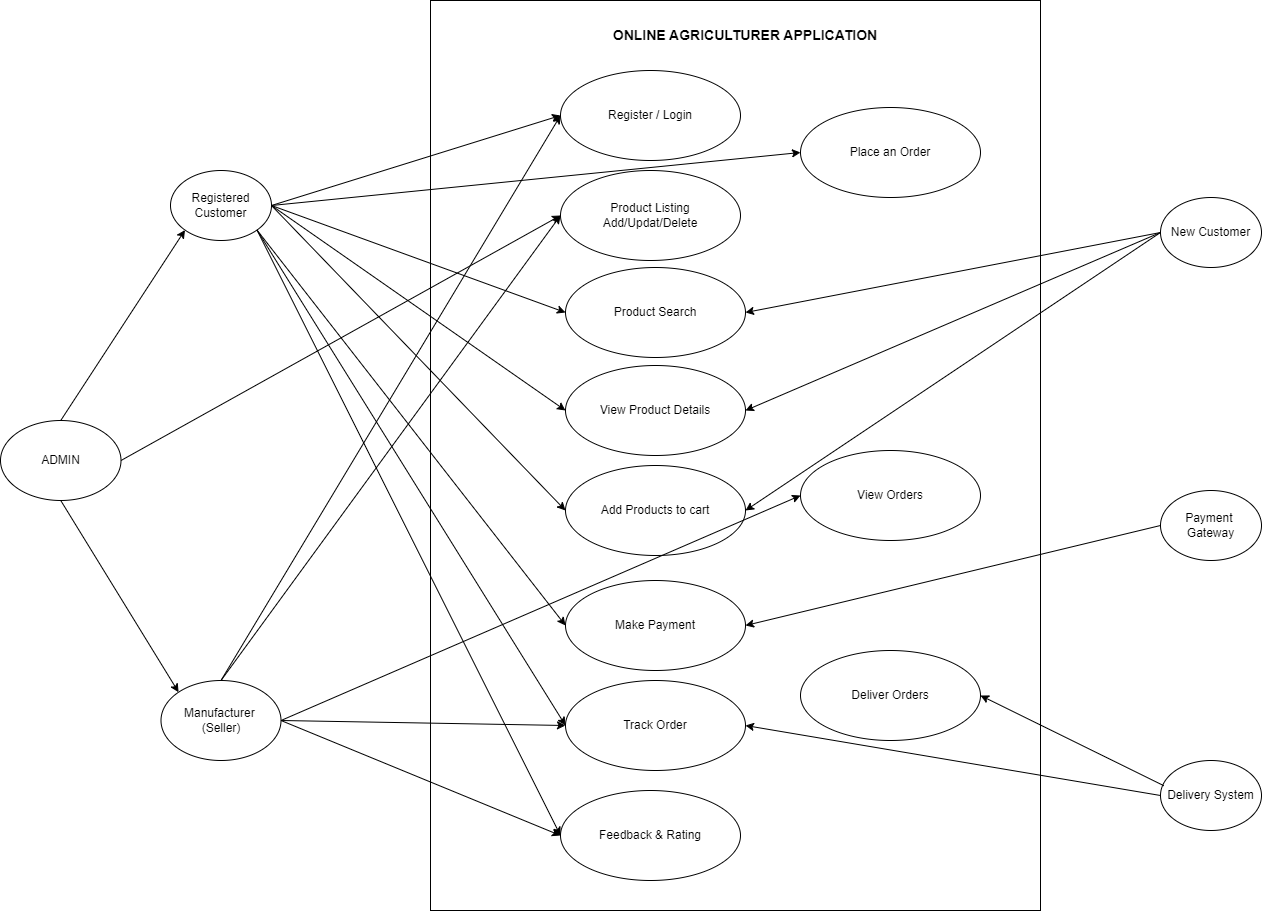 ONLINE AGRICULTURER APPLICATION
Register / Login
Place an Order
Registered
Customer
Product Listing
Add/Updat/Delete
New Customer
Product Search
View Product Details
ADMIN
Add Products to cart
View Orders
Payment
Gateway
Make Payment
Deliver Orders
Manufacturer
(Seller)
Track Order
Delivery System
Feedback & Rating